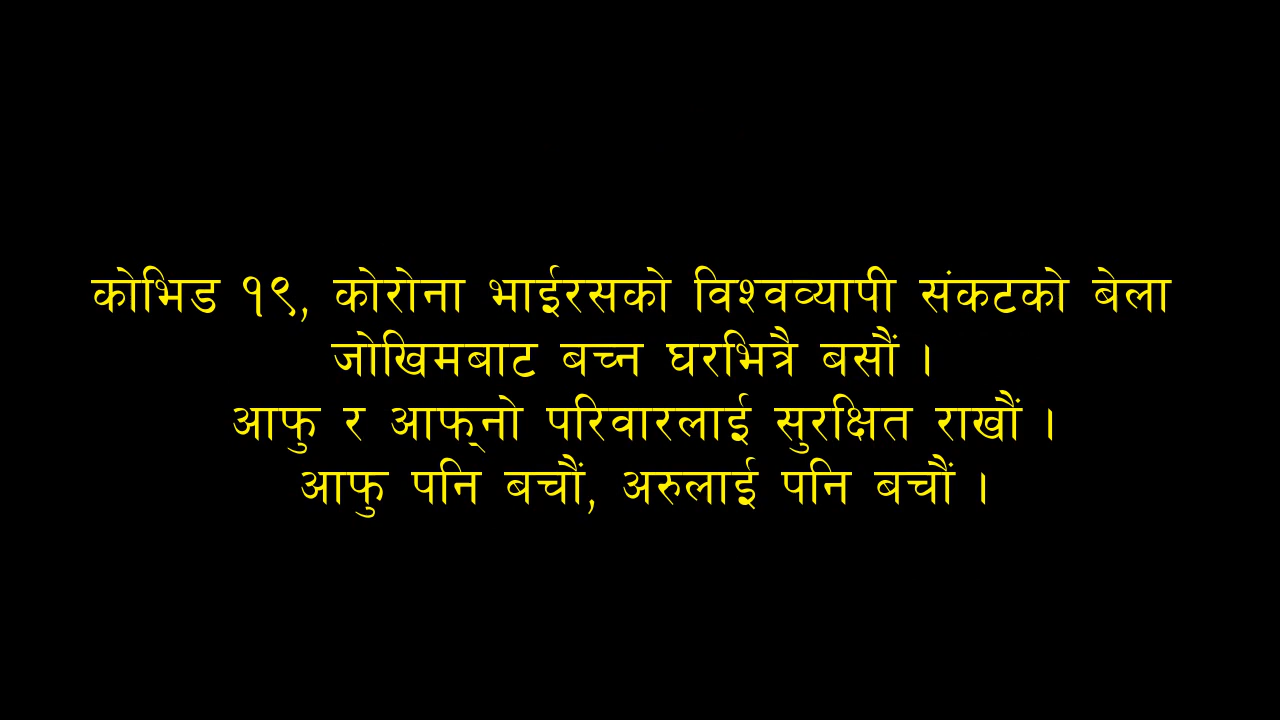 कोभिड १९, कोरोना भाईरसको विश्वव्यापी संकटको बेला
जोखिमबाट बच्न घरभित्रै बसौं ।
आफु र आफ्‌नो परिवारलाई सुरक्षित राखौं ।
आफु पनि बचौं, अरुलाई पनि बचौं ।